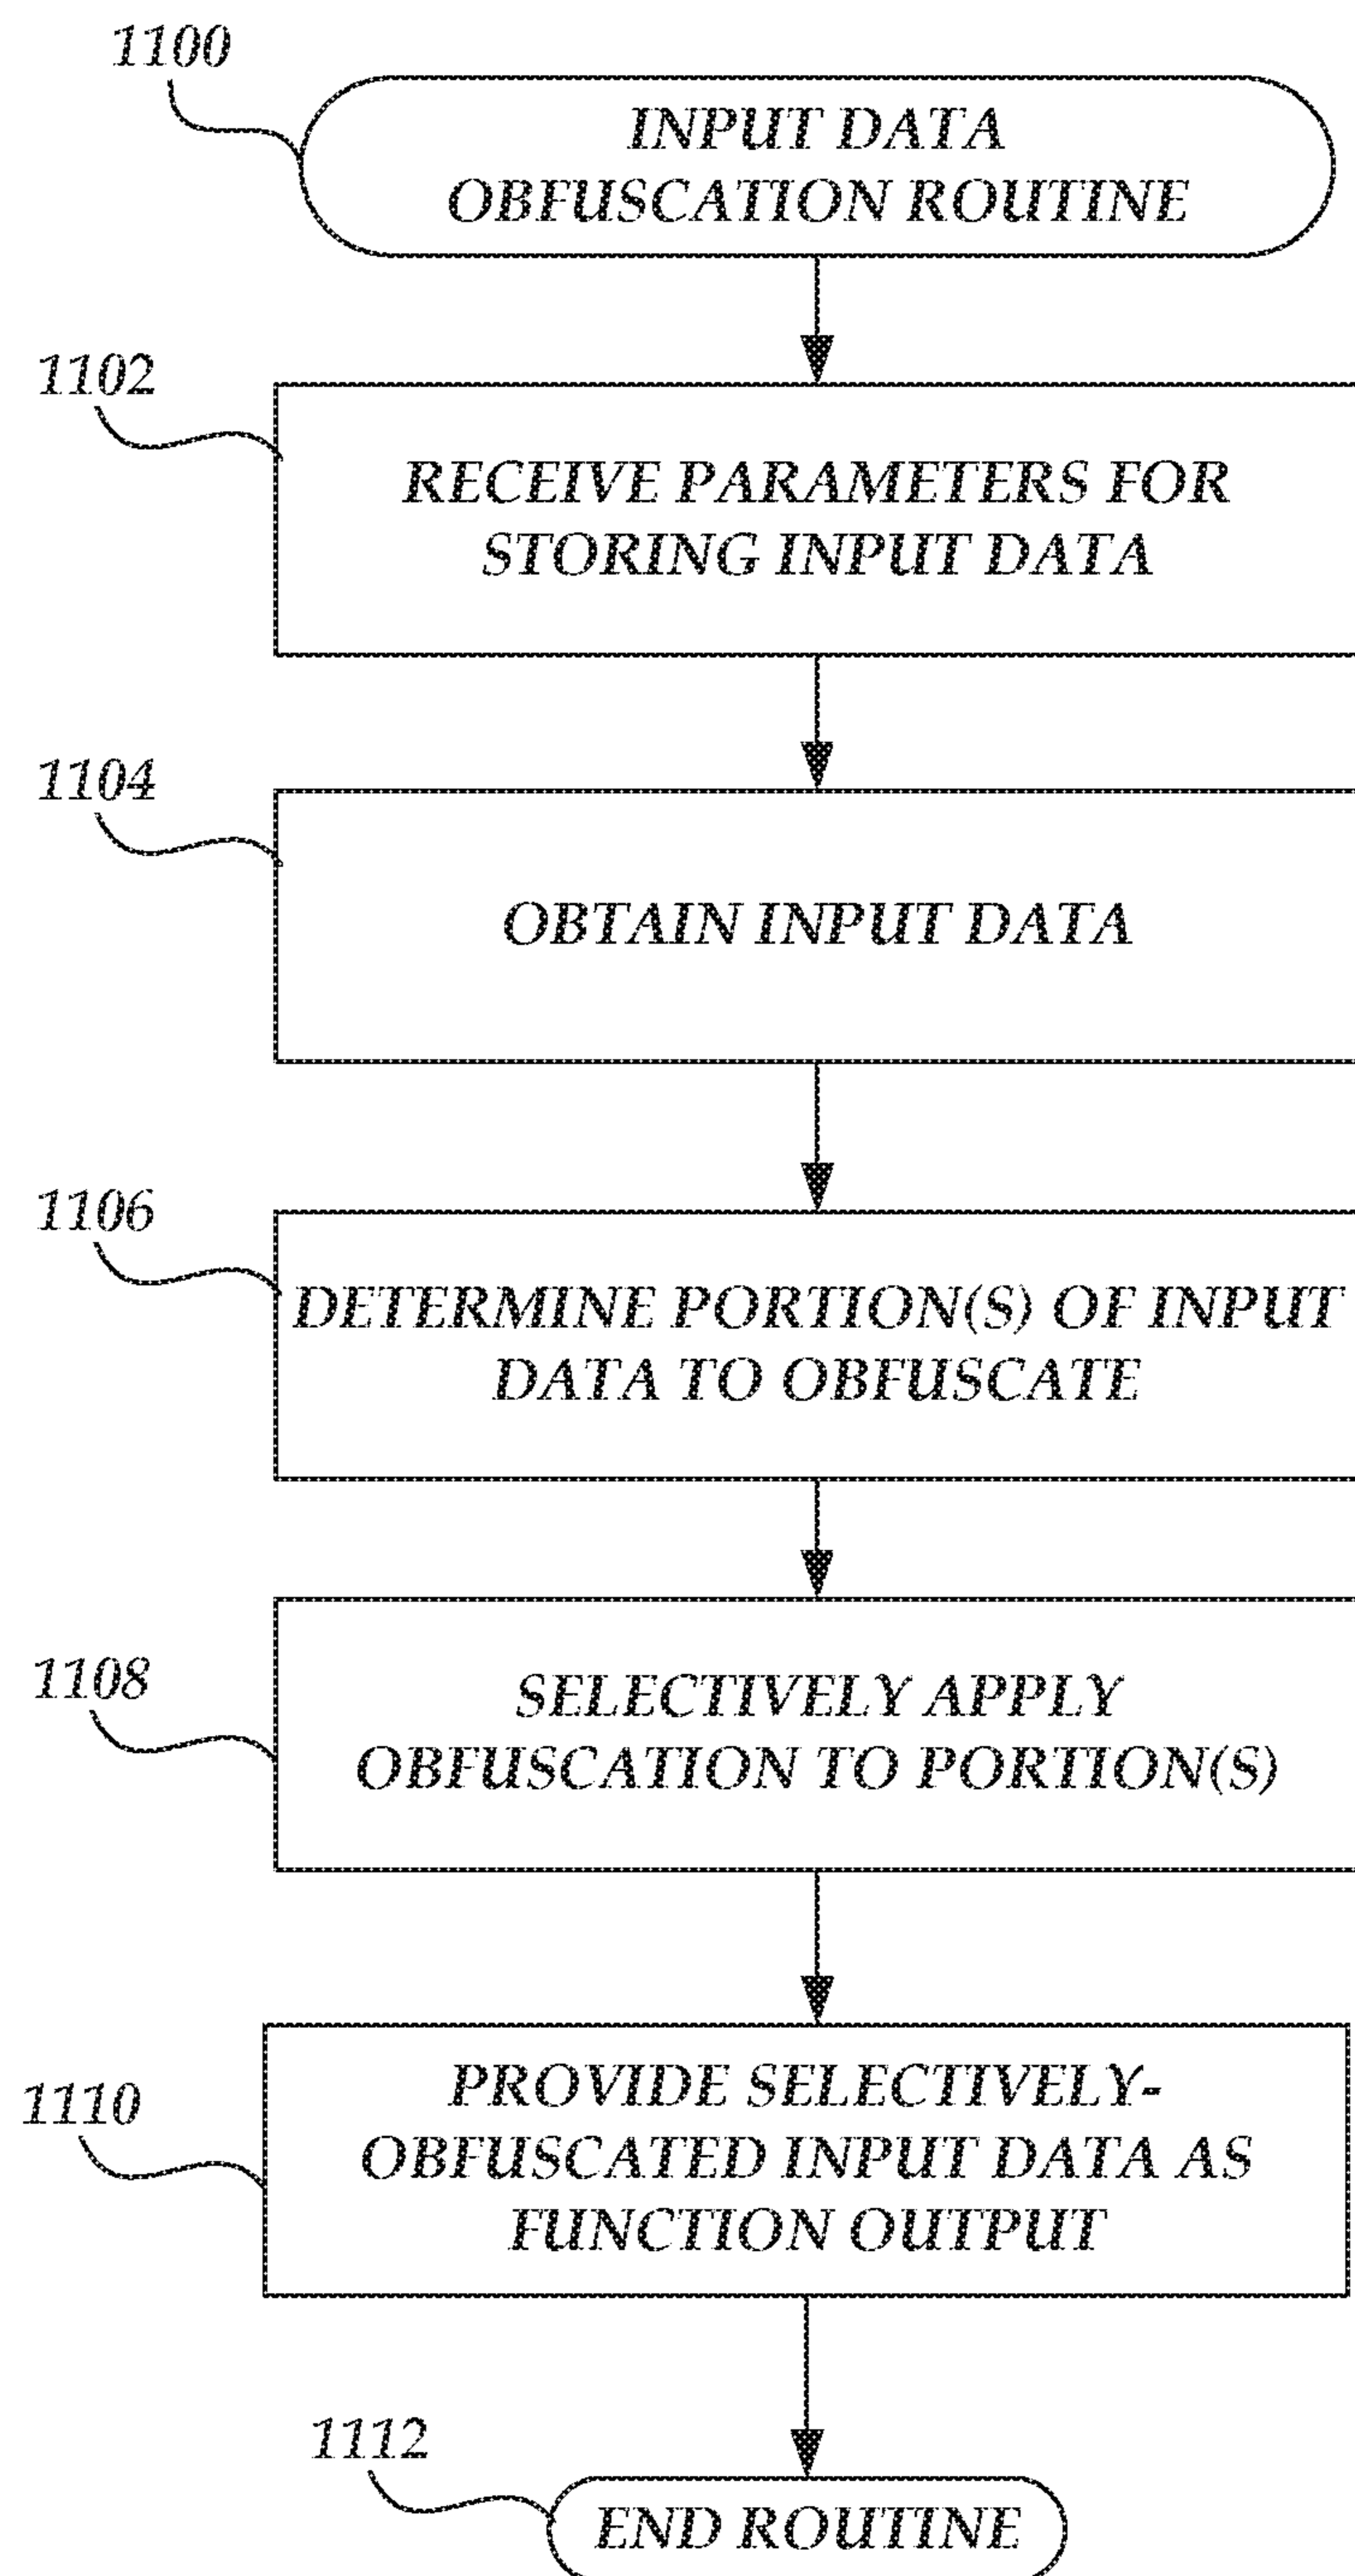 1100
INPUT DATA
OBFUSCATION ROUTINE
1102
RECEIVE PARAMETERS FOR
STORING INPUT DATA
1104
OBTAIN INPUT DATA
1106
DETERMINE PORTION(S) OF INPUT
DATA TO OBFUSCATE
1108
SELECTIVELY APPLY
OBFUSCATION TO PORTION(S)
1110
PROVIDE SELECTIVELY-
OBFUSCATED INPUT DATA AS
FUNCTION OUTPUT
1112
END ROUTINE